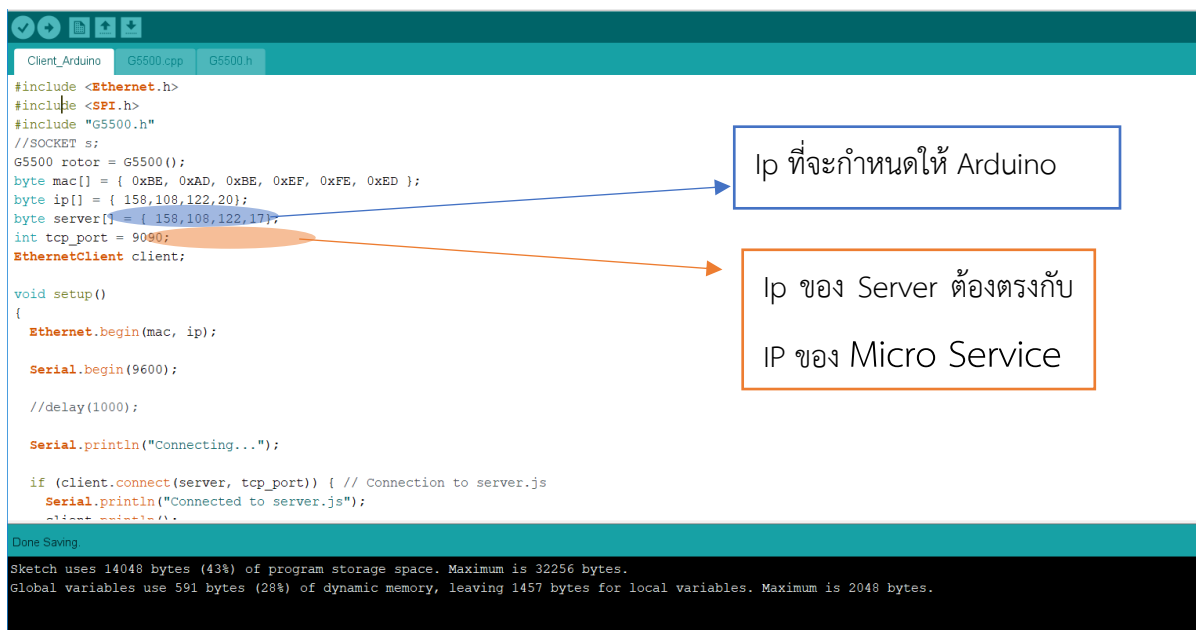 Client_Arduino G5500.cpp G5500.h
#include <Ethernet.h>
#include <SPI.h>
#include "G5500.h"
//SOCKET s;
G5500 rotor = G5500();
byte mac[] = { 0xBE, 0xAD, 0xBE, 0xEF, 0xFE, 0xED };
byte ip[] = { 158,108,122,20};
byte server[] = { 158,108,122,17};
int tcp_port = 9090;
EthernetClient client;
void setup()
{
Ethernet.begin(mac, ip);
Serial.begin(9600);
//delay(1000);
Serial.println("Connecting...");
if (client.connect(server, tcp_port)) { // Connection to server.js
Serial.println("Connected to server.js");
client.println();
Ip ที่จะกำหนดให้ Arduino
Ip ของ Server ต้องตรงกับ
IP ของ Micro Service
Done Saving.
Sketch uses 14048 bytes (43%) of program storage space. Maximum is 32256 bytes.
Global variables use 591 bytes (28%) of dynamic memory, leaving 1457 bytes for local variables. Maximum is 2048 bytes.